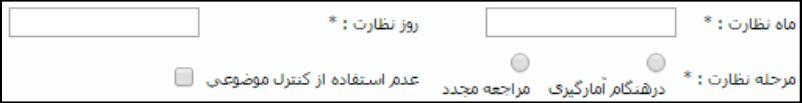 ماه نظارت : * روز نظارت : *
مرحله نظارت : * درهنگام آمارگیری مراجعه مجدد عدم استفاده از کنترل موضوعی